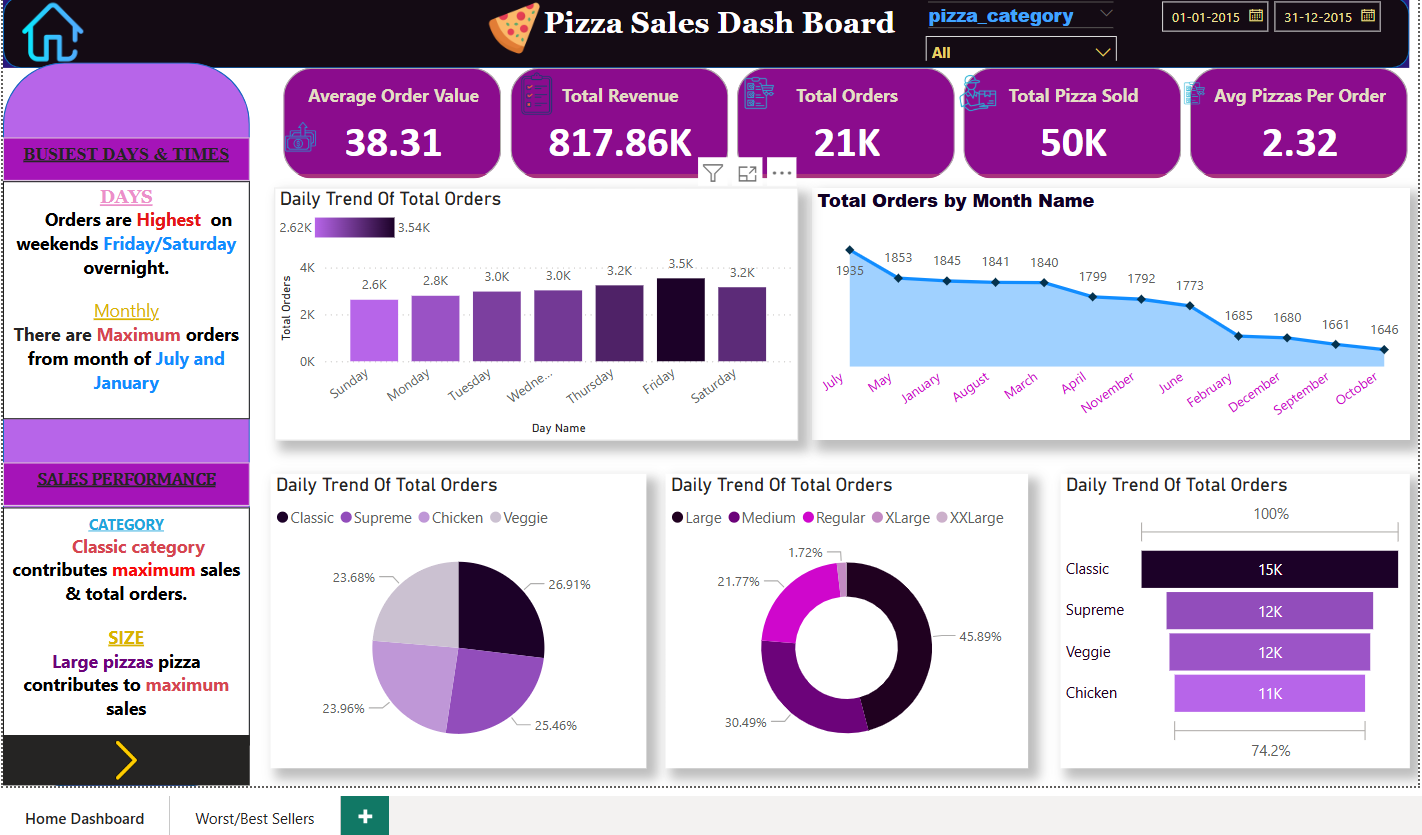 Pizza Sales Dash Board
pizza_category
All
01-01-2015
31-12-2015
Average Order Value
38.31
Total Revenue
817.86K
Total Orders
21K
Total Pizza Sold
50K
Avg Pizzas Per Order
2.32
BUSIEST DAYS & TIMES
DAYS
Orders are Highest on
weekends Friday/Saturday
overnight.
Monthly
There are Maximum orders
from month of July and
January
SALES PERFORMANCE
CATEGORY
Classic category
contributes maximum sales
& total orders.
SIZE
Large pizzas pizza
contributes to maximum
sales
Daily Trend Of Total Orders
2.62K
3.54K
Total Orders
4K
2K
0K
2.6K
2.8K
3.0K
3.0K
3.2K
3.5K
3.2K
Sunday
Monday
Tuesday
Wedne...
Thursday
Friday
Saturday
Day Name
Total Orders by Month Name
1935
1853
1845
1841
1840
1799
1792
1773
1685
1680
1661
1646
July
May
January
August
March
April
November
June
February
December
September
October
Daily Trend Of Total Orders
Classic Supreme Chicken Veggie
23.68%
26.91%
23.96%
25.46%
Daily Trend Of Total Orders
Large Medium Regular XLarge XXLarge
1.72%
21.77%
45.89%
30.49%
Daily Trend Of Total Orders
100%
Classic 15K
Supreme 12K
Veggie 12K
Chicken 11K
74.2%
Home Dashboard
Worst/Best Sellers
+